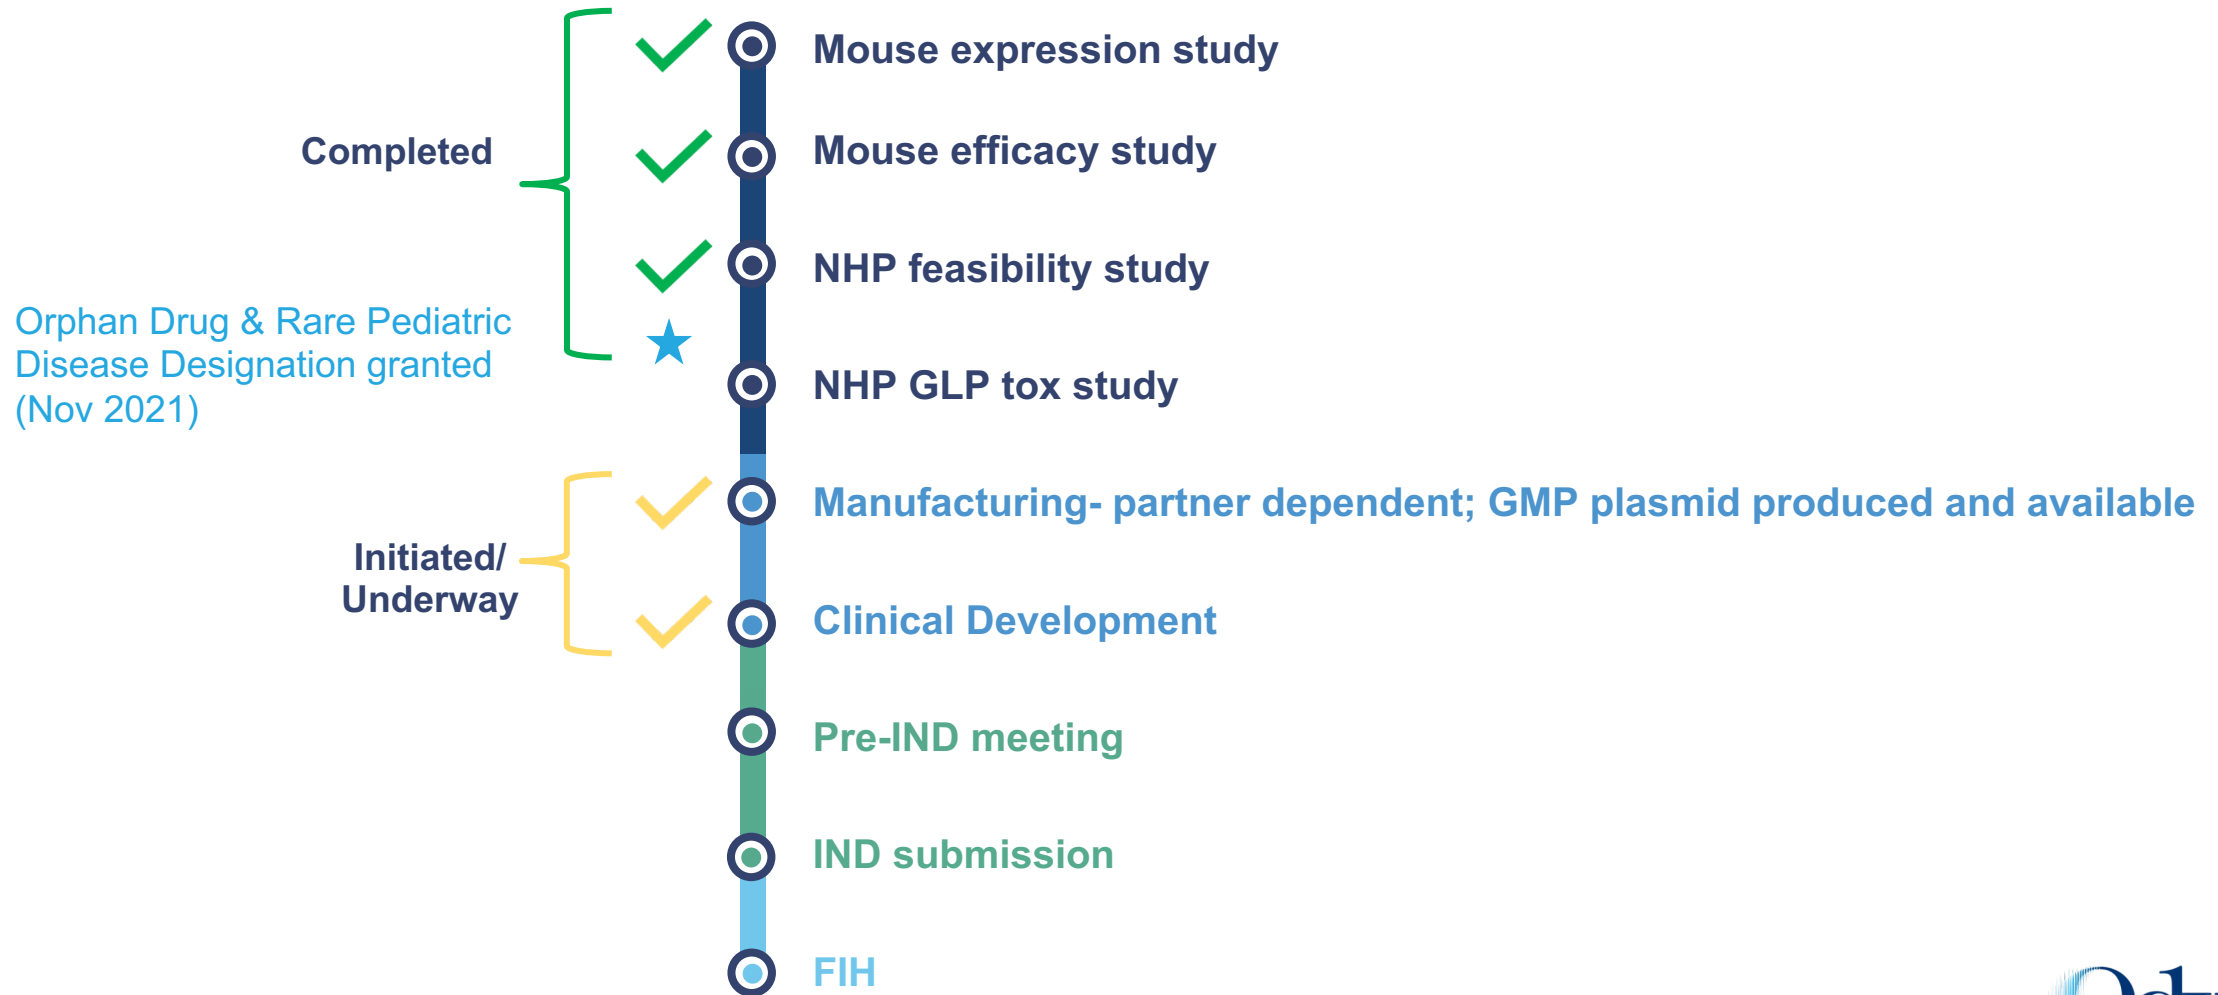 Mouse expression study
Completed
Mouse efficacy study
NHP feasibility study
Orphan Drug & Rare Pediatric
Disease Designation granted
(Nov 2021)
NHP GLP tox study
Manufacturing- partner dependent; GMP plasmid produced and available
Initiated/
Underway
Clinical Development
Pre-IND meeting
IND submission
FIH